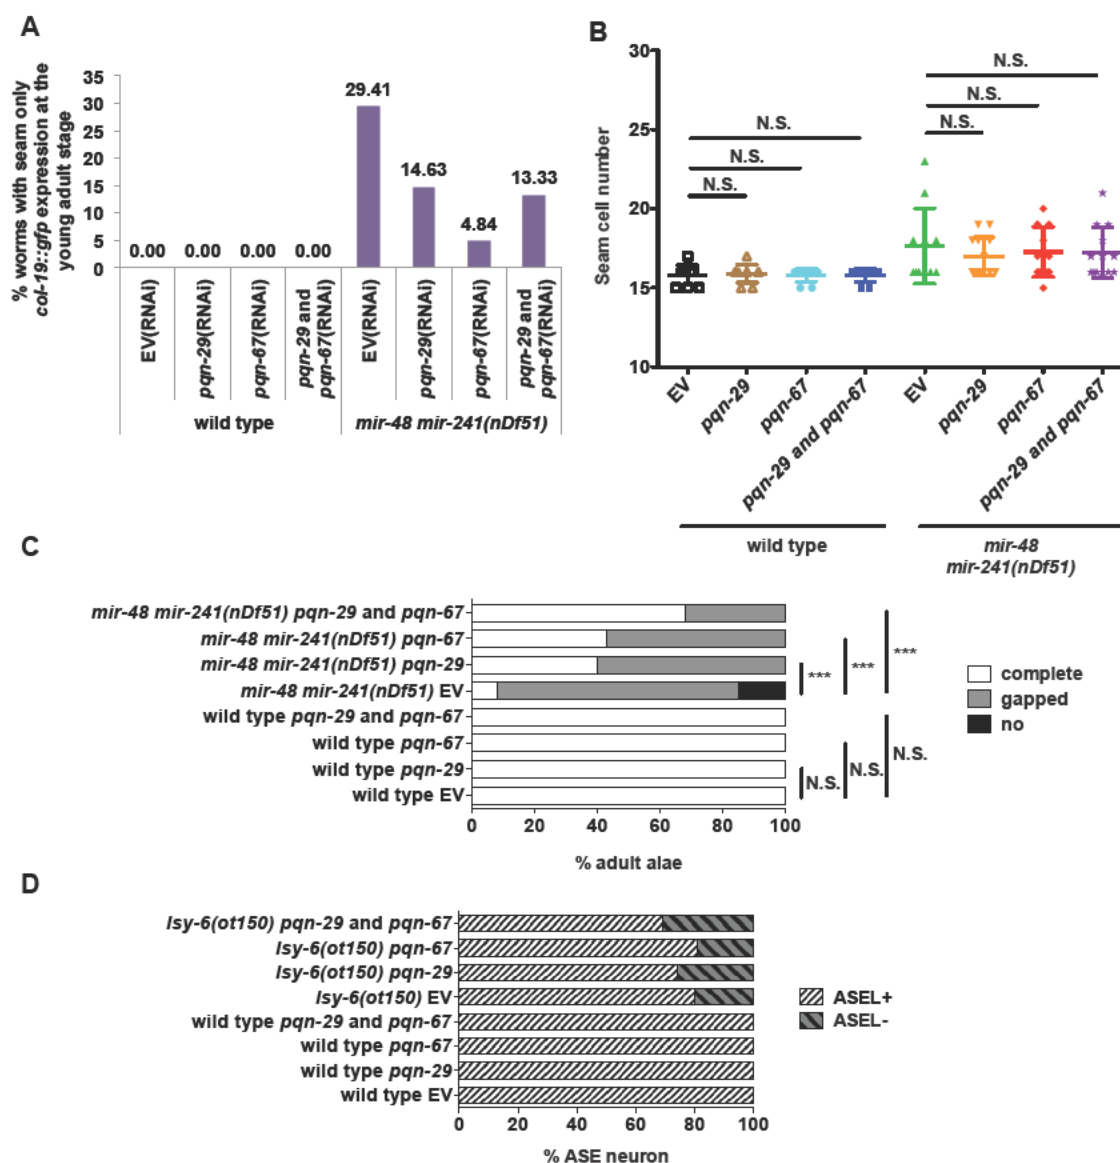 A
% worms with seam only
col-19::gfp expression at the
young adult stage
35
30
25
20
15
10
5
0
0.00
0.00
0.00
0.00
29.41
14.63
4.84
13.33
EV(RNAi)
pqn-29(RNAi)
pqn-67(RNAi)
pqn-29 and
pqn-67(RNAi)
EV(RNAi)
pqn-29(RNAi)
pqn-67(RNAi)
pqn-29 and
pqn-67(RNAi)
wild type
mir-48 mir-241(nDf51)
B
Seam cell number
30
25
20
15
10
N.S.
N.S.
N.S.
N.S.
N.S.
N.S.
EV
pqn-29
pqn-67
pqn-29 and pqn-67
EV
pqn-29
pqn-67
pqn-29 and pqn-67
wild type
mir-48
mir-241(nDf51)
C
mir-48 mir-241(nDf51) pqn-29 and pqn-67
mir-48 mir-241(nDf51) pqn-67
mir-48 mir-241(nDf51) pqn-29
mir-48 mir-241(nDf51) EV
wild type pqn-29 and pqn-67
wild type pqn-67
wild type pqn-29
wild type EV
0 20 40 60 80 100
% adult alae
*** *** ***
N.S. N.S. N.S.
complete
gapped
no
D
lsy-6(ot150) pqn-29 and pqn-67
lsy-6(ot150) pqn-67
lsy-6(ot150) pqn-29
lsy-6(ot150) EV
wild type pqn-29 and pqn-67
wild type pqn-67
wild type pqn-29
wild type EV
0 20 40 60 80 100
% ASE neuron
ASEL+
ASEL-